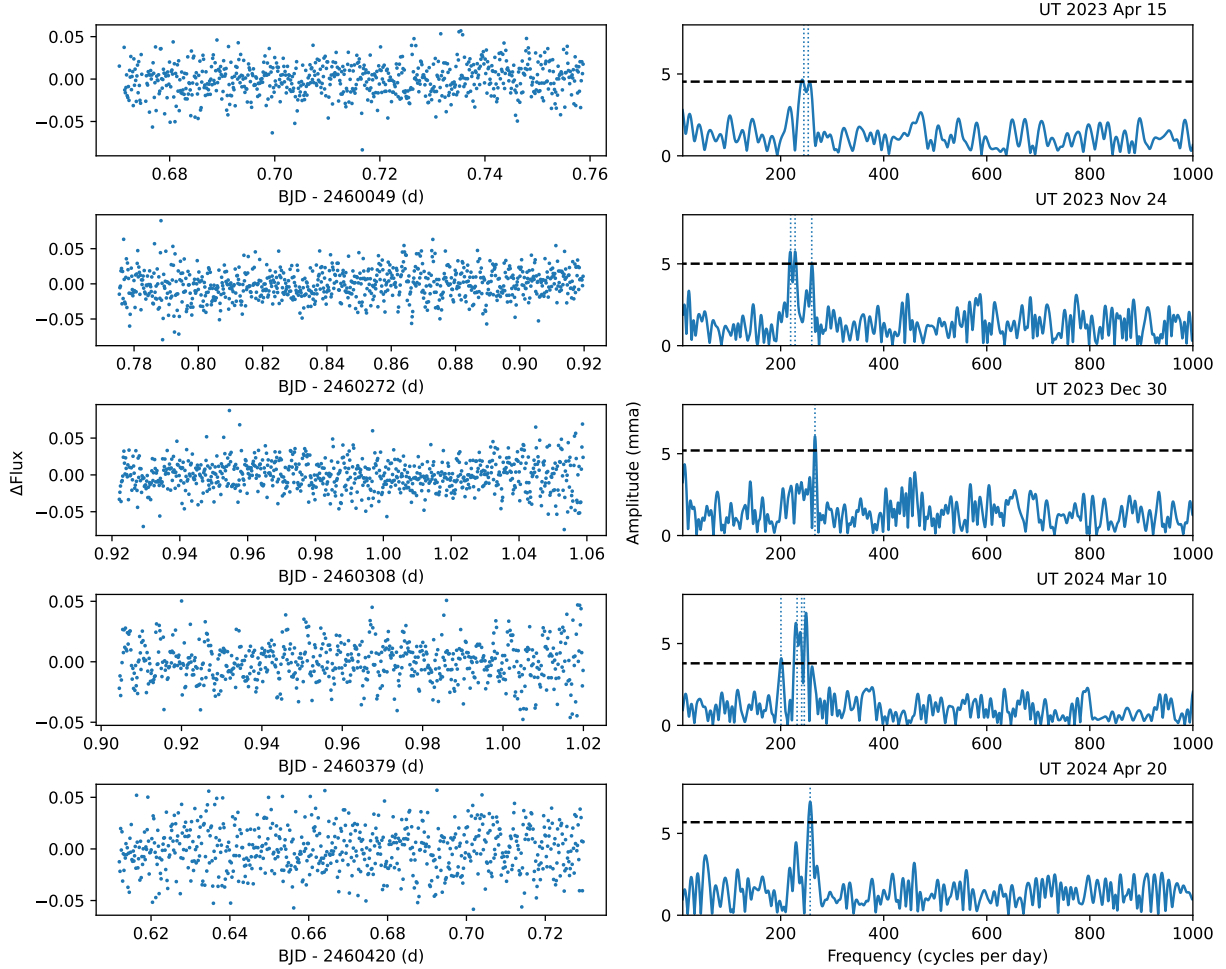 UT 2023 Apr 15
0.05
0.00
−0.05
0.68 0.70 0.72 0.74 0.76
BJD - 2460049 (d)
5
0
200 400 600 800 1000
UT 2023 Nov 24
0.05
0.00
−0.05
0.78 0.80 0.82 0.84 0.86 0.88 0.90 0.92
BJD - 2460272 (d)
5
0
200 400 600 800 1000
UT 2023 Dec 30
0.05
0.00
−0.05
0.92 0.94 0.96 0.98 1.00 1.02 1.04 1.06
BJD - 2460308 (d)
ΔFlux
Amplitude (mma)
5
0
200 400 600 800 1000
UT 2024 Mar 10
0.05
0.00
−0.05
0.90 0.92 0.94 0.96 0.98 1.00 1.02
BJD - 2460379 (d)
5
0
200 400 600 800 1000
UT 2024 Apr 20
0.05
0.00
−0.05
0.62 0.64 0.66 0.68 0.70 0.72
BJD - 2460420 (d)
5
0
200 400 600 800 1000
Frequency (cycles per day)